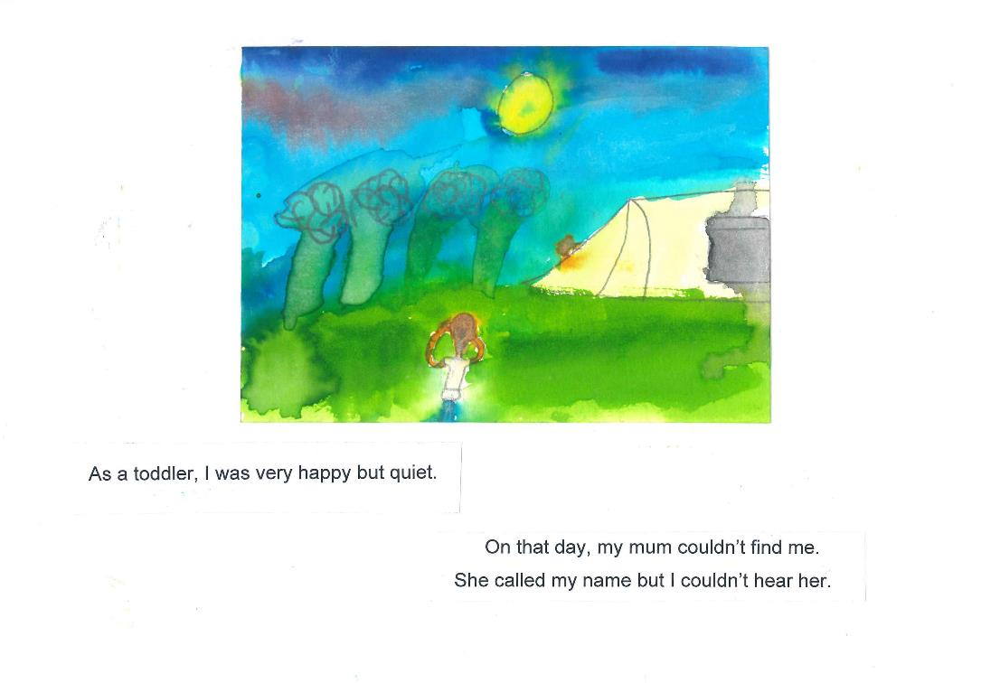 As a toddler, I was very happy but quiet.
On that day, my mum couldn't find me.
She called my name but I couldn't hear her.